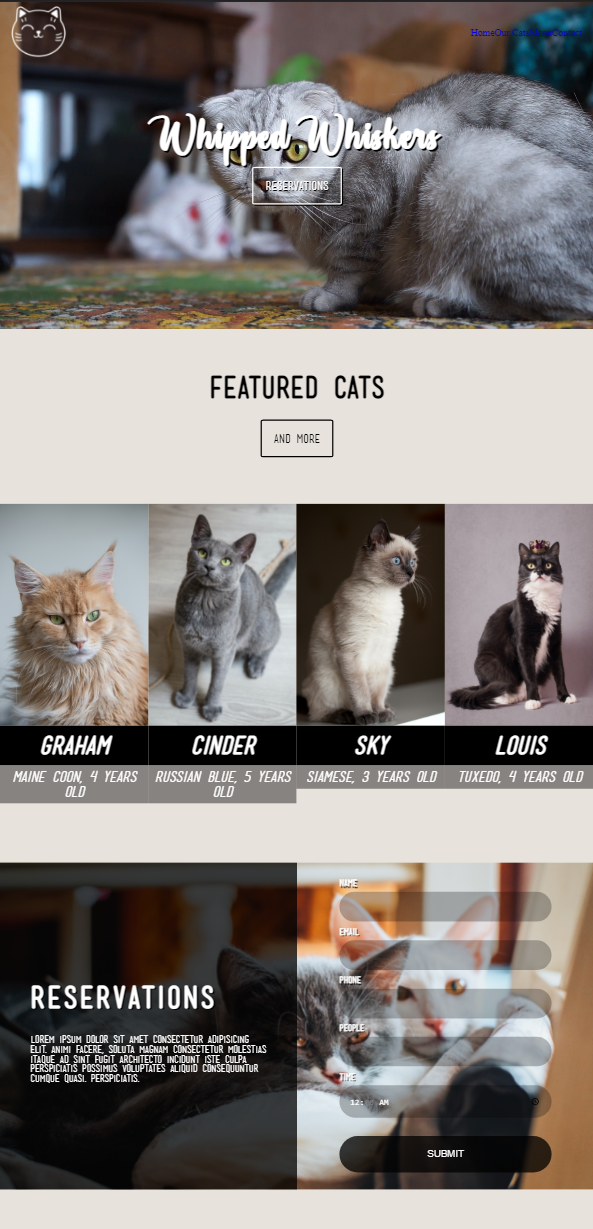 Home
Whipped Whiskers
RESERVATIONS
FEATURED CATS
AND MORE
GRAHAM
MAINE COON, 4 YEARS
OLD
CINDER
RUSSIAN BLUE, 5 YEARS
OLD
SKY
SIAMESE, 3 YEARS OLD
LOUIS
TUXEDO, 4 YEARS OLD
RESERVATIONS
LOREM IPSUM DOLOR SIT AMET CONSECTETUR ADIPISICING
ELIT. ANIMI FACERE, SOLUTA MAGNAM CONSECTETUR MOLESTIAS
ITAQUE AD SINT FUGIT ARCHITECTO INCIDUNT ISTE CULPA
PERSPICIATIS POSSIMUS VOLUPTATES ALIQUID CONSEQUUNTUR
CUMQUE QUASI. PERSPICIATIS.
NAME
EMAIL
PHONE
PEOPLE
TIME
12: AM
SUBMIT